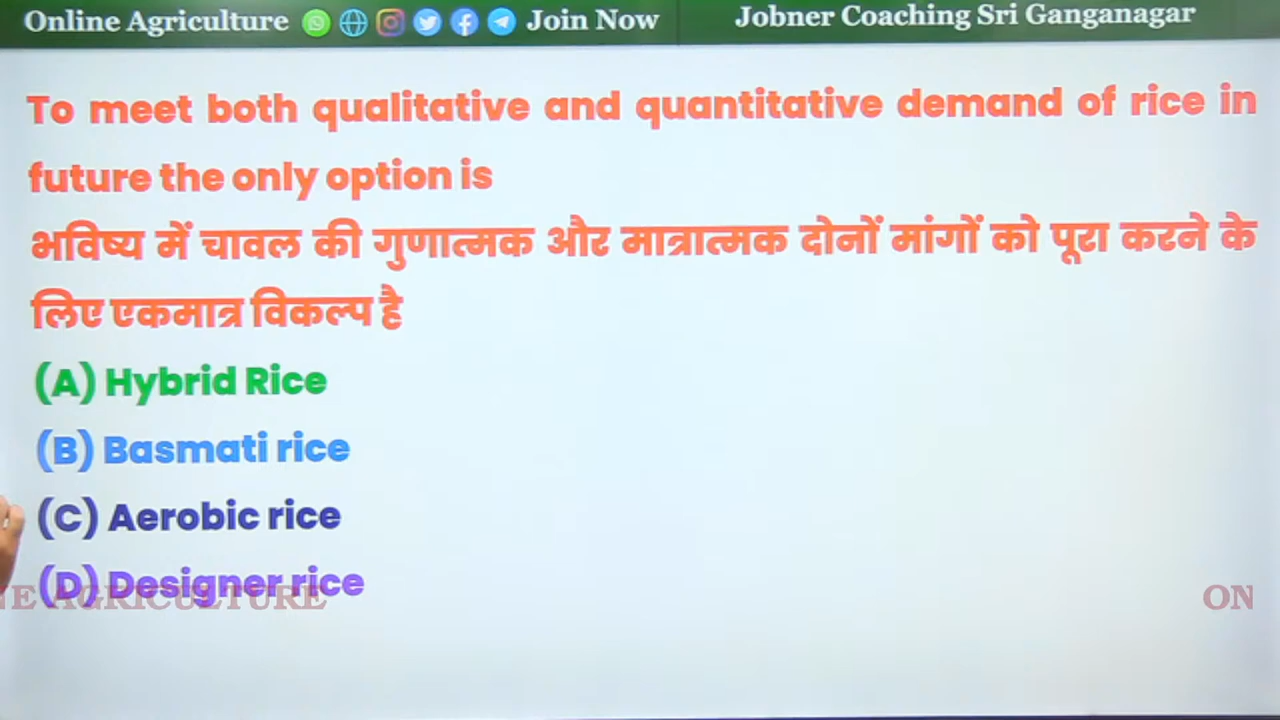 Online Agriculture Join Now Jobner Coaching Sri Ganganagar
To meet both qualitative and quantitative demand of rice in
future the only option is
भविष्य में चावल की गुणात्मक और मात्रात्मक दोनों मांगों को पूरा करने के
लिए एकमात्र विकल्प है
(A) Hybrid Rice
(B) Basmati rice
(C) Aerobic rice
(D) Designer rice
NE AGRICULTURE ON